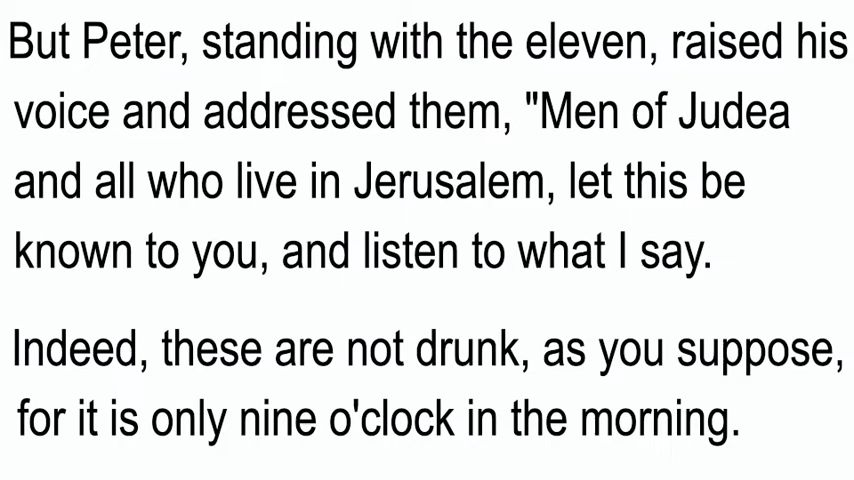 But Peter, standing with the eleven, raised his
voice and addressed them, "Men of Judea
and all who live in Jerusalem, let this be
known to you, and listen to what I say.
Indeed, these are not drunk, as you suppose,
for it is only nine o'clock in the morning.